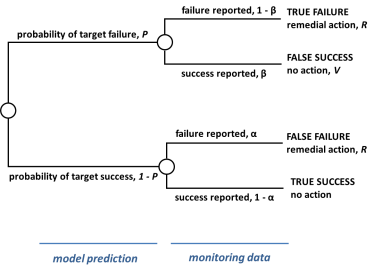 failure reported, 1 - β
TRUE FAILURE
remedial action, R
probability of target failure, P
FALSE SUCCESS
no action, V
success reported, β
failure reported, α
FALSE FAILURE
remedial action, R
probability of target success, 1 - P
TRUE SUCCESS
no action
success reported, 1 - α
model prediction
monitoring data